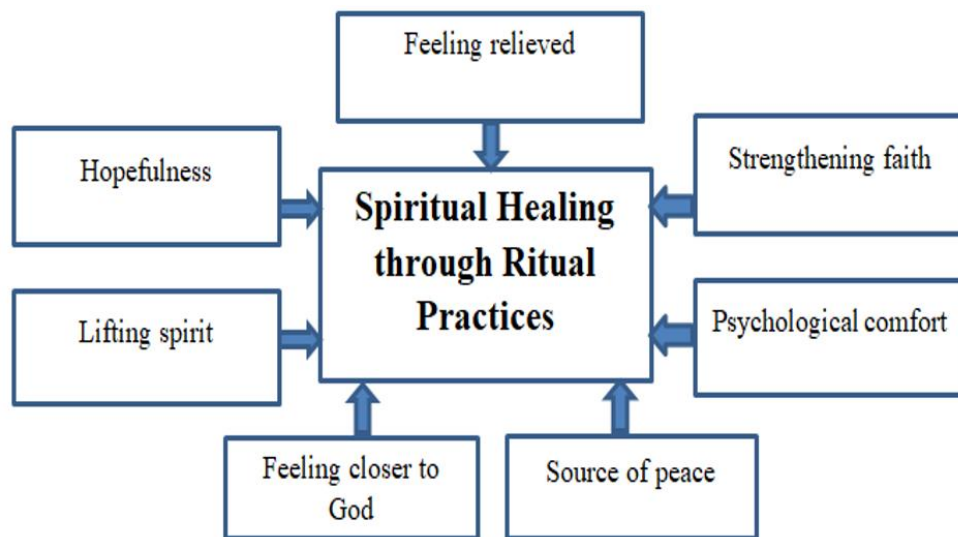 Feeling relieved
Hopefulness
Strengthening faith
Spiritual Healing
through Ritual
Practices
Lifting spirit
Psychological comfort
Feeling closer to
God
Source of peace